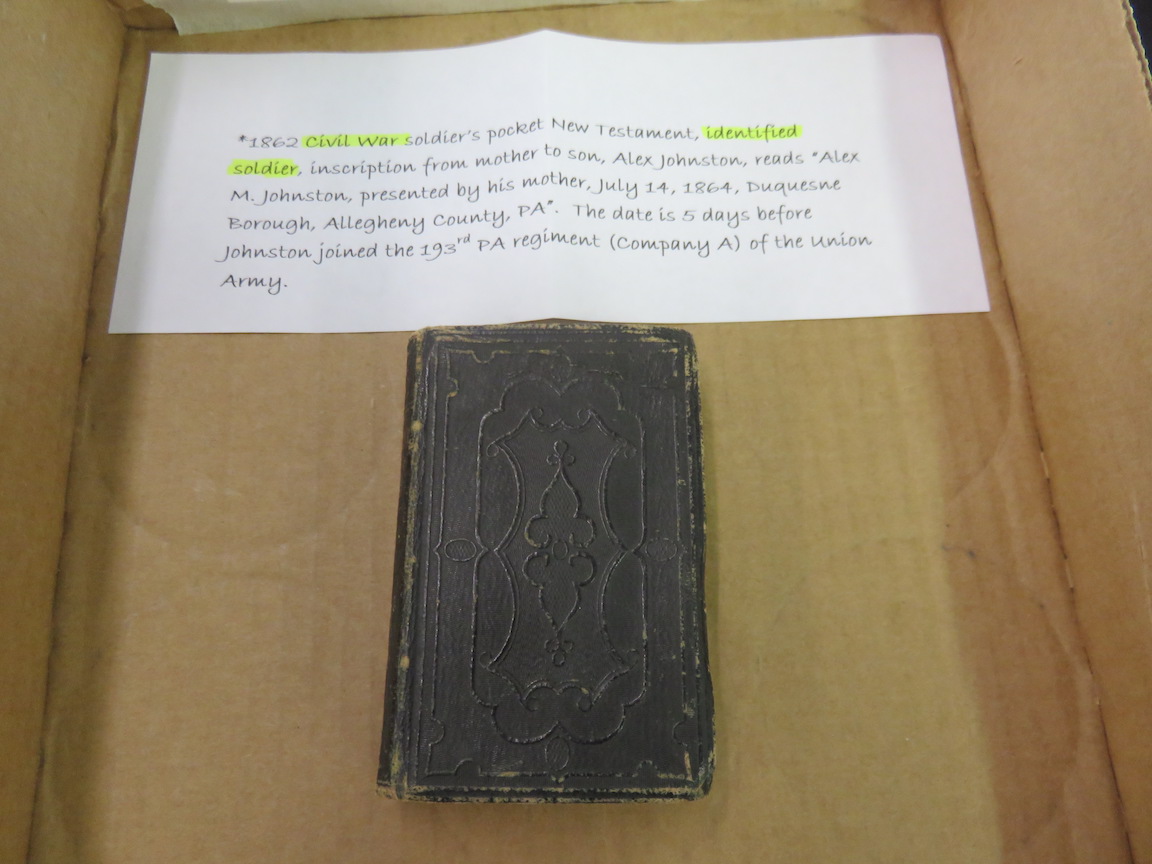 *1862 Civil War soldier's pocket New Testament, identified
soldier, inscription from mother to son, Alex Johnston, reads "Alex
M. Johnston, presented by his mother, July 14, 1864, Duquesne
Borough, Allegheny County, PA". The date is 5 days before
Johnston joined the 193rd PA regiment (Company A) of the Union
Army.